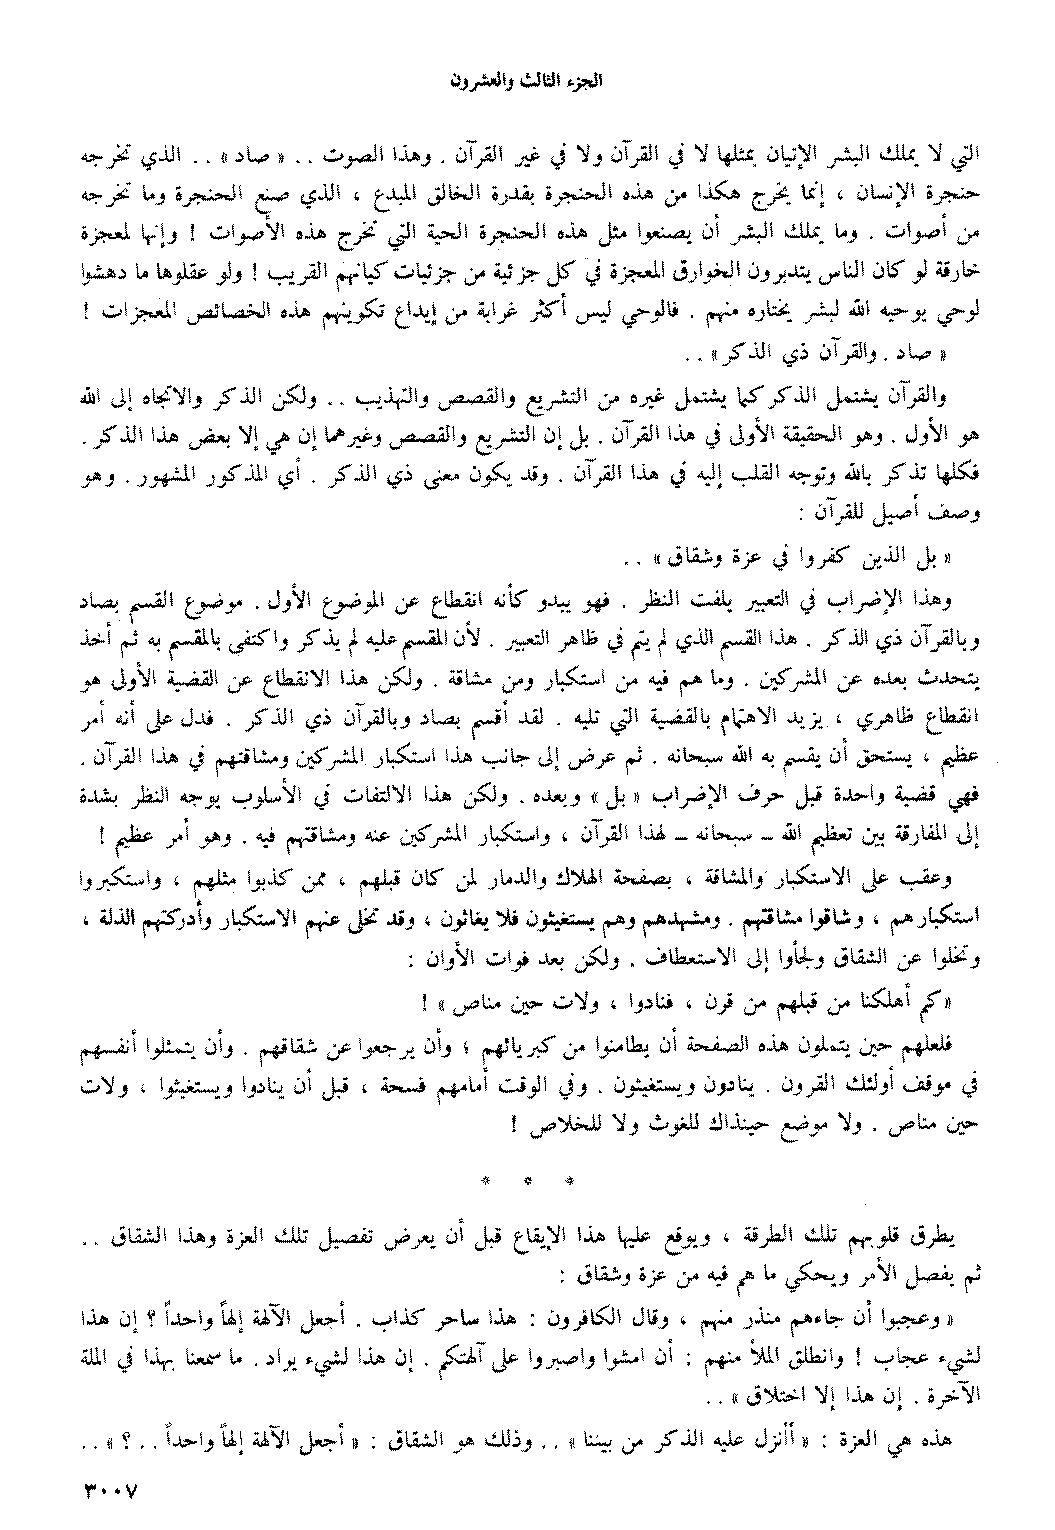 الجزء الثالث والعشرون
التي لا يملك البشر الإتيان بمثلها لا في القرآن ولا في غير القرآن . وهذا الصوت .. « صاد » .. الذي تخرجه
حنجرة الإنسان ، إنما يخرج هكذا من هذه الحنجرة بقدرة الخالق المبدع ، الذي صنع الحنجرة وما تخرجه
من أصوات . وما يملك البشر أن يصنعوا مثل هذه الحنجرة الحية التي تخرج هذه الأصوات ! وإنها لمعجزة
خارقة لو كان الناس يتدبرون الخوارق المعجزة في كل جزئية من جزئيات كيانهم القريب ! ولو عقلوها ما دهشوا
لوحي يوحيه الله لبشر يختاره منهم . فالوحي ليس أكثر غرابة من إيداع تكوينهم هذه الخصائص المعجزات !
« صاد . والقرآن ذي الذكر » ..
والقرآن يشتمل الذكر كما يشتمل غيره من التشريع والقصص والتهذيب .. ولكن الذكر والاتجاه إلى الله
هو الأول . وهو الحقيقة الأولى في هذا القرآن . بل إن التشريع والقصص وغيرهما إن هي إلا بعض هذا الذكر .
فكلها تذكر بالله وتوجه القلب إليه في هذا القرآن . وقد يكون معنى ذي الذكر . أي المذكور المشهور . وهو
وصف أصيل للقرآن :
« بل الذين كفروا في عزة وشقاق » ..
وهذا الإضراب في التعبير يلفت النظر . فهو يبدو كأنه انقطاع عن الموضوع الأول . موضوع القسم بصاد
وبالقرآن ذي الذكر . هذا القسم الذي لم يتم في ظاهر التعبير . لأن المقسم عليه لم يذكر واكتفى بالمقسم به ثم أخذ
يتحدث بعده عن المشركين . وما هم فيه من استكبار ومن مشاقة . ولكن هذا الانقطاع عن القضية الأولى هو
انقطاع ظاهري ، يزيد الاهتمام بالقضية التي تليه . لقد أقسم بصاد وبالقرآن ذي الذكر . فدل على أنه أمر
عظيم ، يستحق أن يقسم به الله سبحانه . ثم عرض إلى جانب هذا استكبار المشركين ومشاقتهم في هذا القرآن .
فهي قضية واحدة قبل حرف الإضراب « بل » وبعده . ولكن هذا الالتفات في الأسلوب يوجه النظر بشدة
إلى المفارقة بين تعظيم الله – سبحانه – لهذا القرآن ، واستكبار المشركين عنه ومشاقتهم فيه . وهو أمر عظيم !
وعقب على الاستكبار والمشاقة ، بصفحة الهلاك والدمار لمن كان قبلهم ، ممن كذبوا مثلهم ، واستكبروا
استكبارهم ، وشاقوا مشاقتهم . ومشهدهم وهم يستغيثون فلا يغاثون ، وقد تخلى عنهم الاستكبار وأدركتهم الذلة ،
وتخلوا عن الشقاق ولجأوا إلى الاستعطاف . ولكن بعد فوات الأوان :
« كم أهلكنا من قبلهم من قرن ، فنادوا ، ولات حين مناص » !
فلعلهم حين يتملون هذه الصفحة أن يطامنوا من كبريائهم ؛ وأن يرجعوا عن شقاقهم . وأن يتمثلوا أنفسهم
في موقف أولئك القرون . ينادون ويستغيثون . وفي الوقت أمامهم فسحة ، قبل أن ينادوا ويستغيثوا ، ولات
حين مناص . ولا موضع حينذاك للغوث ولا للخلاص !
* * *
يطرق قلوبهم تلك الطرقة ، ويوقع عليها هذا الإيقاع قبل أن يعرض تفصيل تلك العزة وهذا الشقاق ..
ثم يفصل الأمر ويحكي ما هم فيه من عزة وشقاق :
« وعجبوا أن جاءهم منذر منهم ، وقال الكافرون : هذا ساحر كذاب . أجعل الآلهة إلهاً واحداً ؟ إن هذا
لشيء عجاب ! وانطلق الملأ منهم : أن امشوا واصبروا على آلهتكم . إن هذا لشيء يراد . ما سمعنا بهذا في الملة
الآخرة . إن هذا إلا اختلاق » ..
هذه هي العزة : « أأنزل عليه الذكر من بيننا » .. وذلك هو الشقاق : « أجعل الآلهة إلهاً واحداً .. ؟ » ..
٣٠٠٧